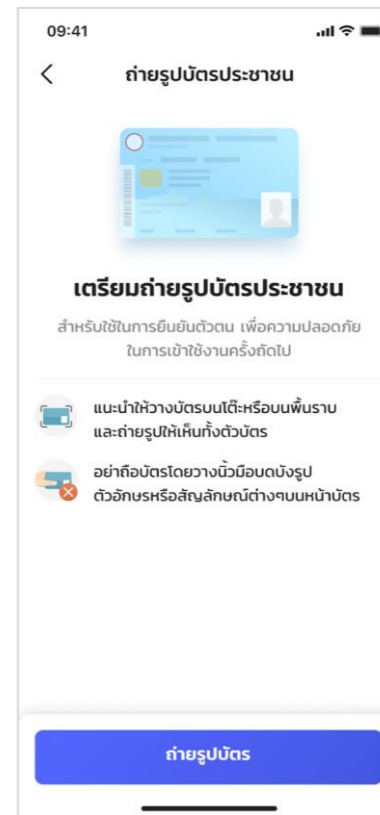 09:41
ถ่ายรูปบัตรประชาชน
เตรียมถ่ายรูปบัตรประชาชน
สำหรับใช้ในการยืนยันตัวตน เพื่อความปลอดภัย
ในการเข้าใช้งานครั้งถัดไป
แนะนำให้วางบัตรบนโต๊ะหรือบนพื้นราบ
และถ่ายรูปให้เห็นทั้งตัวบัตร
อย่าถือบัตรโดยวางนิ้วมือบดบังรูป
ตัวอักษรหรือสัญลักษณ์ต่างๆบนหน้าบัตร
ถ่ายรูปบัตร